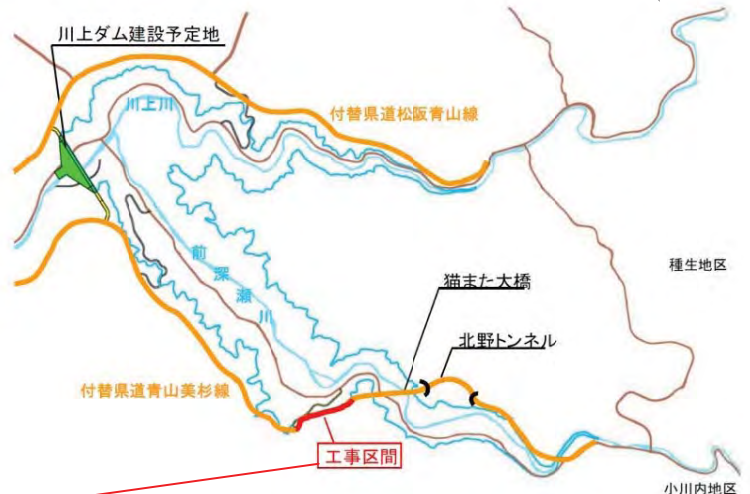 川上ダム建設予定地
川上川
付替県道松阪青山線
前深瀬川
種生地区
猫また大橋
北野トンネル
付替県道青山美杉線
工事区間
小川内地区